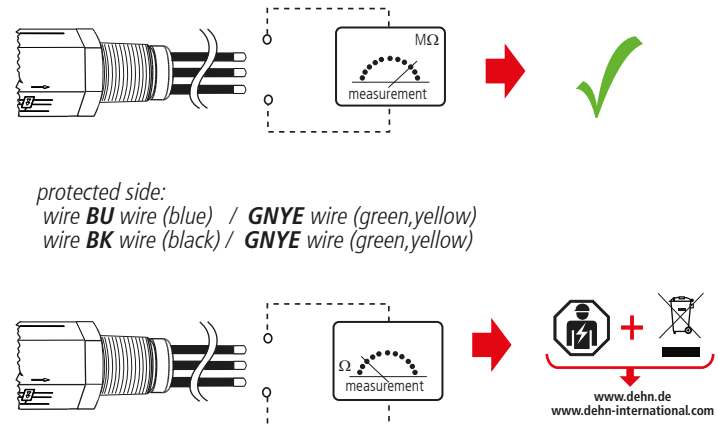 MΩ
measurement
protected side:
wire BU wire (blue) / GNYE wire (green,yellow)
wire BK wire (black) / GNYE wire (green,yellow)
Ω
measurement
www.dehn.de
www.dehn-international.com